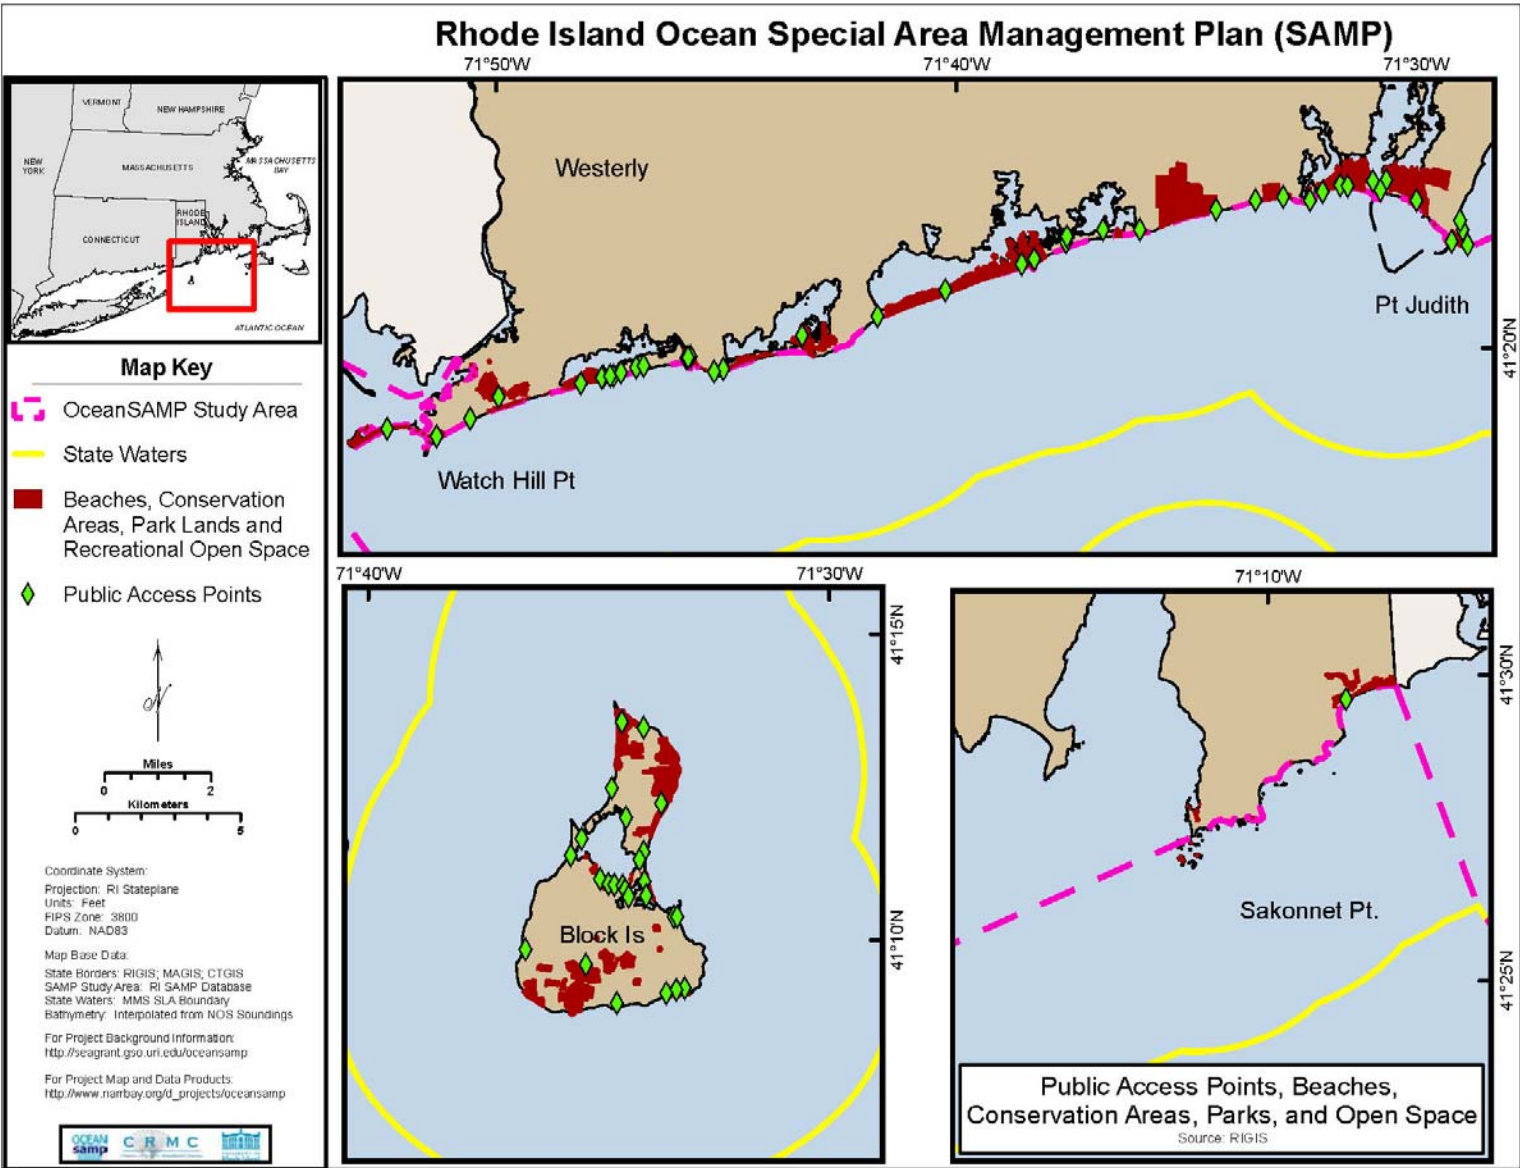 Rhode Island Ocean Special Area Management Plan (SAMP)
VERMONT
NEW HAMPSHIRE
NEW
YORK
MASSACHUSETTS
MASSACHUSETTS
BAY
RHODE
ISLAND
CONNECTICUT
ATLANTIC OCEAN
Map Key
OceanSAMP Study Area
State Waters
Beaches, Conservation
Areas, Park Lands and
Recreational Open Space
Public Access Points
N
Miles
0 2
Kilometers
0 5
Coordinate System:
Projection: RI Stateplane
Units: Feet
FIPS Zone: 3800
Datum: NAD83
Map Base Data:
State Borders: RIGIS; MAGIS; CTGIS
SAMP Study Area: RI SAMP Database
State Waters: MMS SLA Boundary
Bathymetry: Interpolated from NOS Soundings
For Project Background Information:
http://seagrant.gso.uri.edu/oceansamp
For Project Map and Data Products:
http://www.narrbay.org/d_projects/oceansamp
OCEAN
samp
C R M C
71°50'W 71°40'W 71°30'W
Westerly
Pt Judith
41°20'N
Watch Hill Pt
71°40'W 71°30'W
41°15'N
Block Is
41°10'N
71°10'W
41°30'N
Sakonnet Pt.
41°25'N
Public Access Points, Beaches,
Conservation Areas, Parks, and Open Space
Source: RIGIS